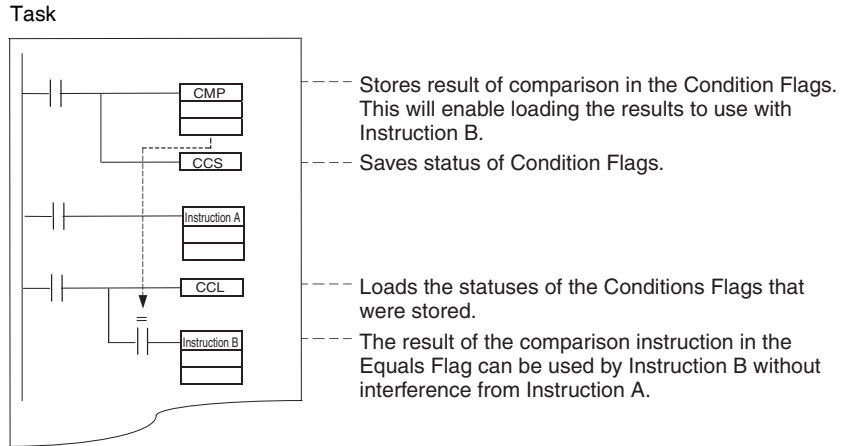 Task
CMP
Stores result of comparison in the Condition Flags.
This will enable loading the results to use with
Instruction B.
CCS
Saves status of Condition Flags.
Instruction A
CCL
Loads the statuses of the Conditions Flags that
were stored.
=
Instruction B
The result of the comparison instruction in the
Equals Flag can be used by Instruction B without
interference from Instruction A.